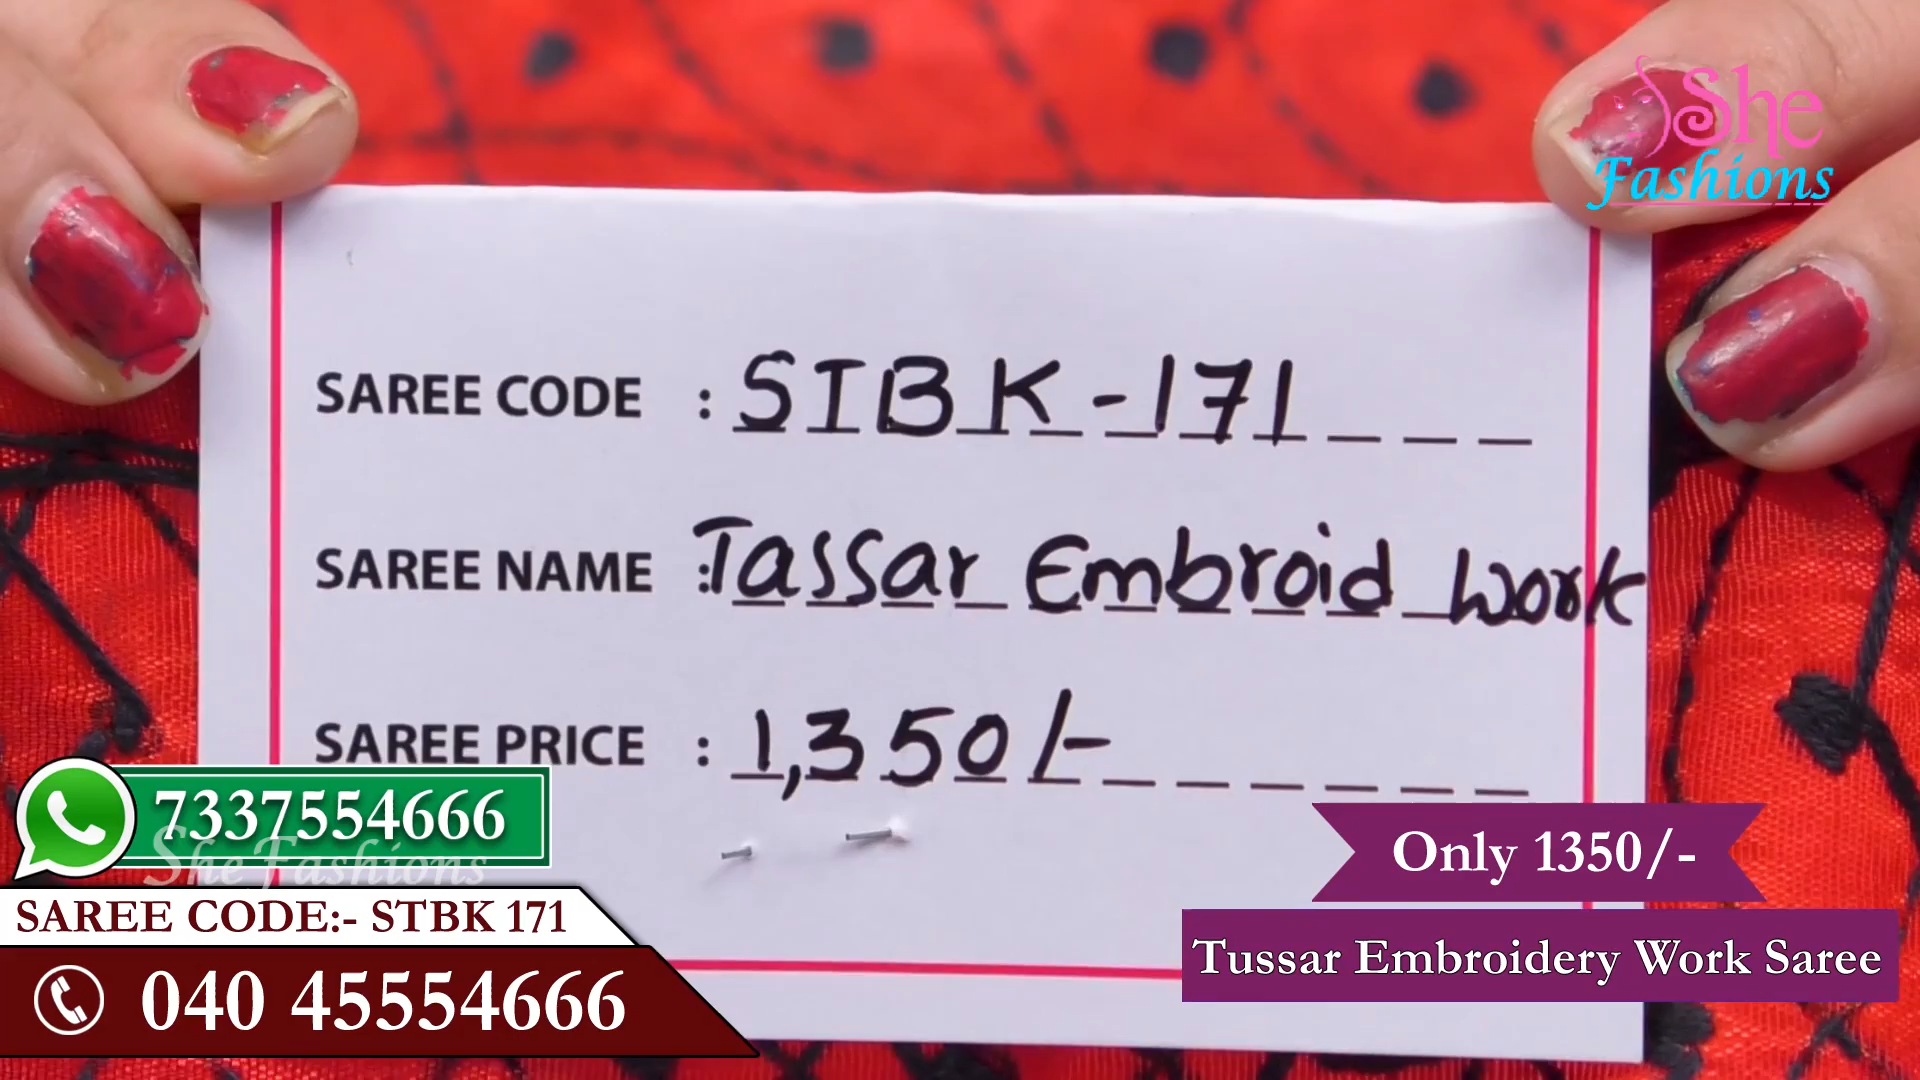 She
Fashions
SAREE CODE : STBK-171
SAREE NAME : Tassar Embroid Work
SAREE PRICE : 1,350/-
7337554666
She Fashions
SAREE CODE:- STBK 171
040 45554666
Only 1350/-
Tussar Embroidery Work Saree